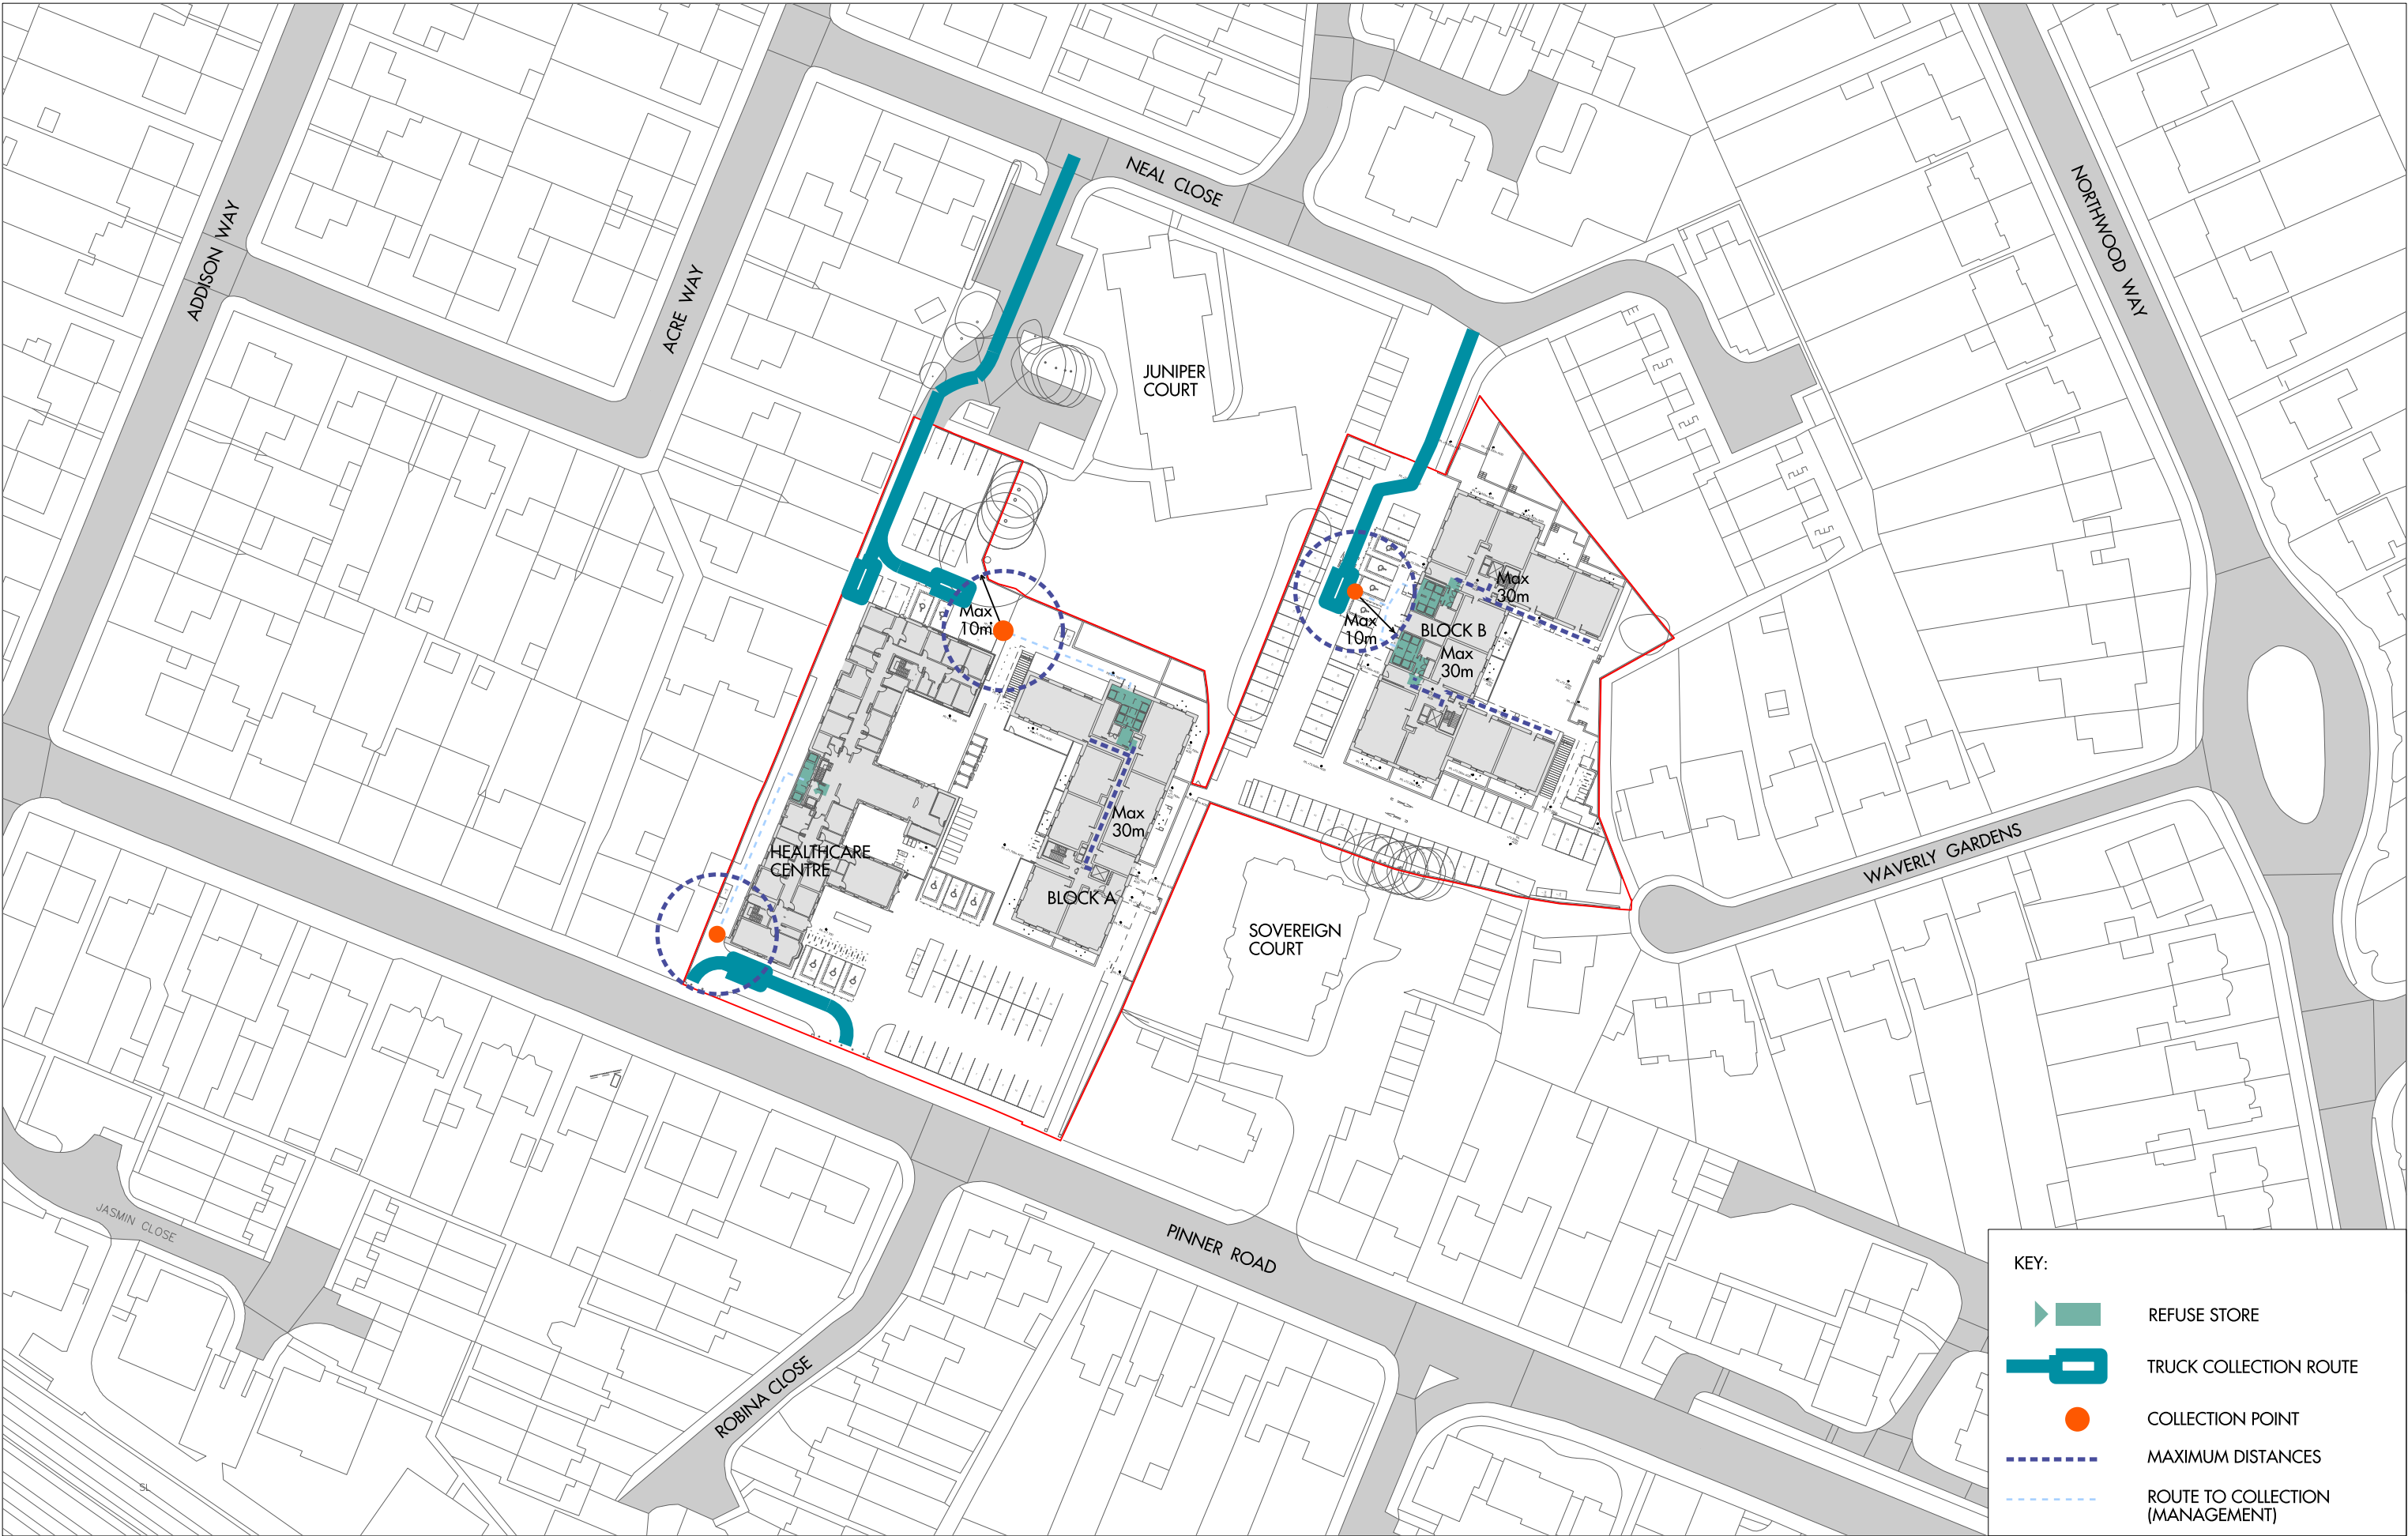 NEAL CLOSE
ADDISON WAY
ACRE WAY
NORTHWOOD WAY
JUNIPER
COURT
Max
10m
Max
30m
Max
10m
BLOCK B
Max
30m
Max
30m
HEALTHCARE
CENTRE
BLOCK A
WAVERLY GARDENS
SOVEREIGN
COURT
JASMIN CLOSE
PINNER ROAD
ROBINA CLOSE
SL
KEY:
REFUSE STORE
TRUCK COLLECTION ROUTE
COLLECTION POINT
MAXIMUM DISTANCES
ROUTE TO COLLECTION
(MANAGEMENT)